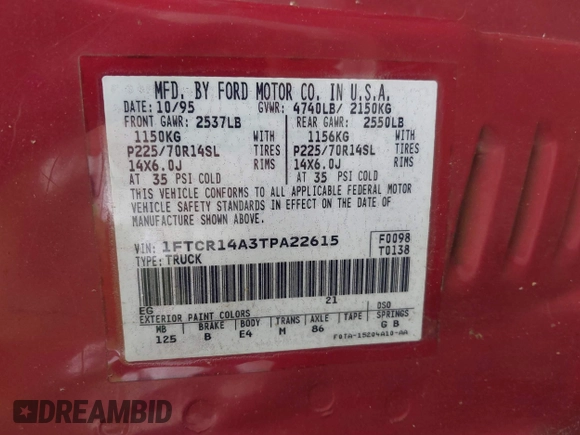 MFD. BY FORD MOTOR CO. IN U.S.A.
DATE: 10/95 GVWR: 4740LB/ 2150KG
FRONT GAWR: 2537LB REAR GAWR: 2550LB
1150KG WITH 1156KG WITH
P225/70R14SL TIRES P225/70R14SL TIRES
14X6.0J RIMS 14X6.0J RIMS
AT 35 PSI COLD AT 35 PSI COLD
THIS VEHICLE CONFORMS TO ALL APPLICABLE FEDERAL MOTOR
VEHICLE SAFETY STANDARDS IN EFFECT ON THE DATE OF
MANUFACTURE SHOWN ABOVE.
VIN: 1FTCR14A3TPA22615 F0098
TYPE: TRUCK T0138
EG 21
EXTERIOR PAINT COLORS DSO
WB BRAKE BODY TRANS AXLE TAPE SPRINGS
125 B E4 M 86 G B
F0TA-15204A10-AA
DREAMBID